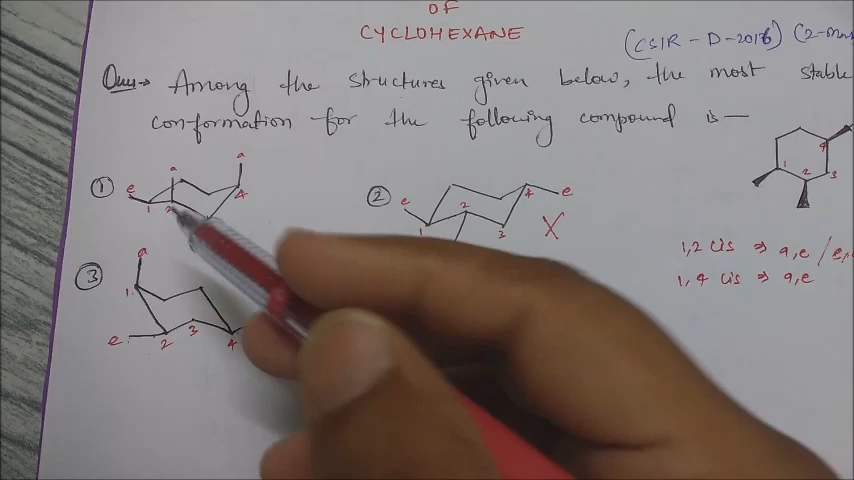 OF
CYCLOHEXANE
(CSIR - D - 2016) (2-
Ques → Among the structures given below, the most stable
conformation for the following compound is —
① e 1 a 2 a 4
② e 1 2 3 4 e X
1 2 3 4
③ a 1 e 2 3 4
1,2 cis ⇒ a,e / e,
1,4 cis ⇒ a,e